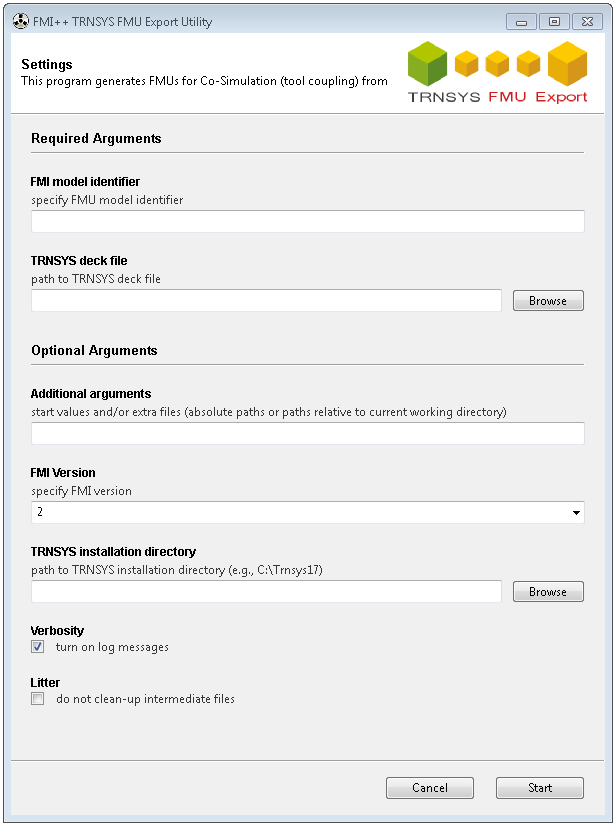 FMI++ TRNSYS FMU Export Utility
Settings
This program generates FMUs for Co-Simulation (tool coupling) from
TRNSYS FMU Export
Required Arguments
FMI model identifier
specify FMU model identifier
TRNSYS deck file
path to TRNSYS deck file
Browse
Optional Arguments
Additional arguments
start values and/or extra files (absolute paths or paths relative to current working directory)
FMI Version
specify FMI version
2
TRNSYS installation directory
path to TRNSYS installation directory (e.g., C:\Trnsys17)
Browse
Verbosity
turn on log messages
Litter
do not clean-up intermediate files
Cancel
Start